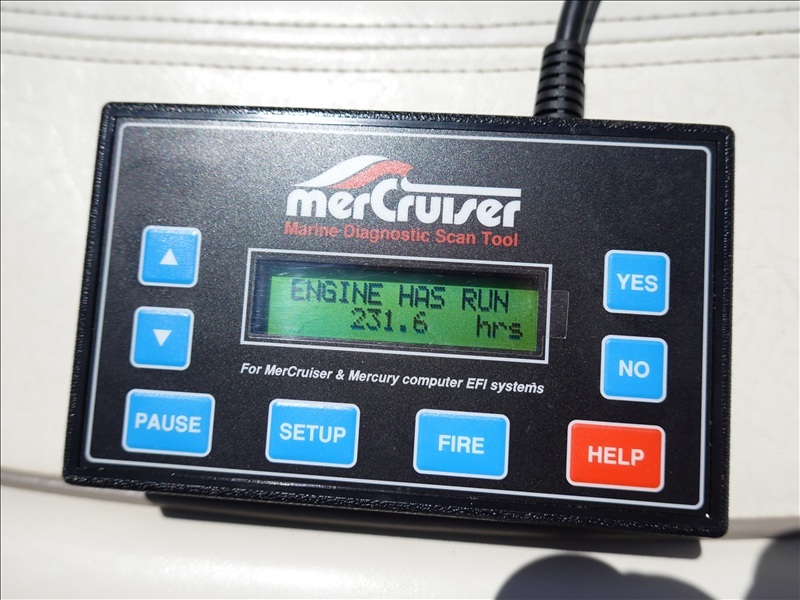 merCruiser
Marine Diagnostic Scan Tool
ENGINE HAS RUN
231.6 hrs
For MerCruiser & Mercury computer EFI systems
YES
NO
PAUSE
SETUP
FIRE
HELP